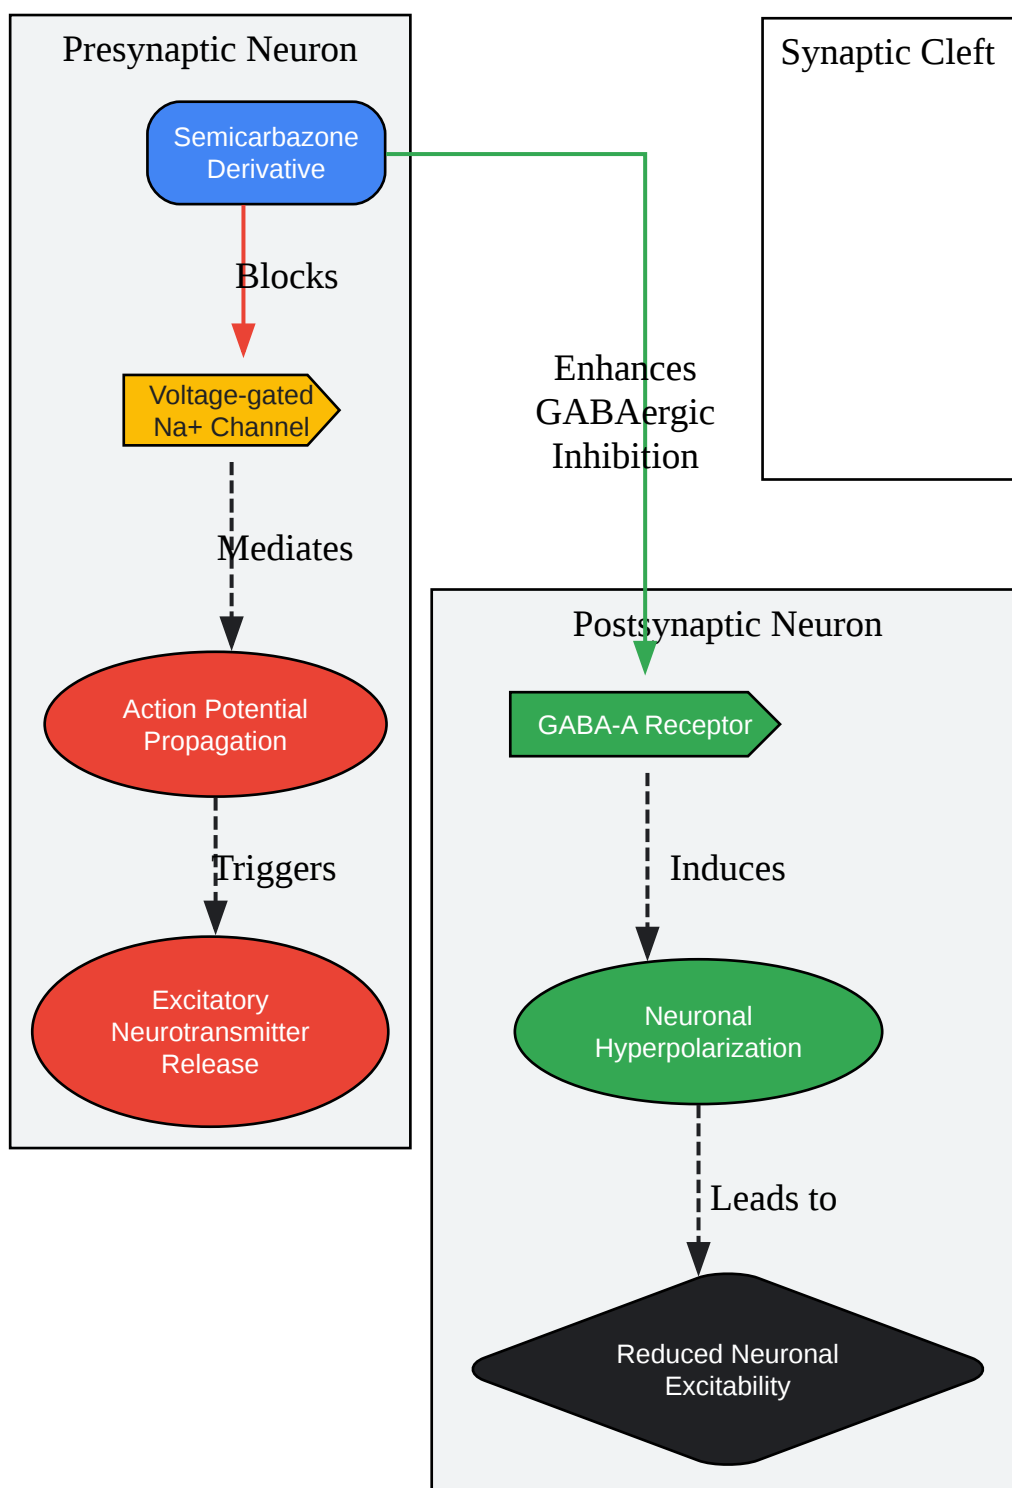 Presynaptic Neuron
Semicarbazone
Derivative
Blocks
Voltage-gated
Na+ Channel
Mediates
Action Potential
Propagation
Triggers
Excitatory
Neurotransmitter
Release
Synaptic Cleft
Enhances
GABAergic
Inhibition
Postsynaptic Neuron
GABA-A Receptor
Induces
Neuronal
Hyperpolarization
Leads to
Reduced Neuronal
Excitability